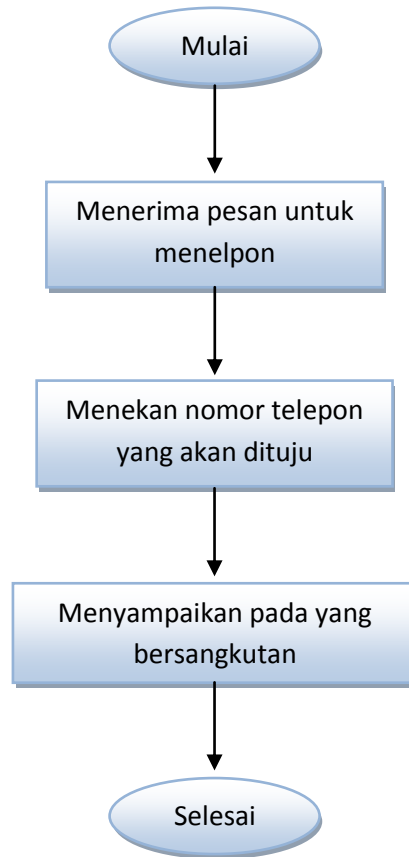 Mulai
Menerima pesan untuk
menelpon
Menekan nomor telepon
yang akan dituju
Menyampaikan pada yang
bersangkutan
Selesai